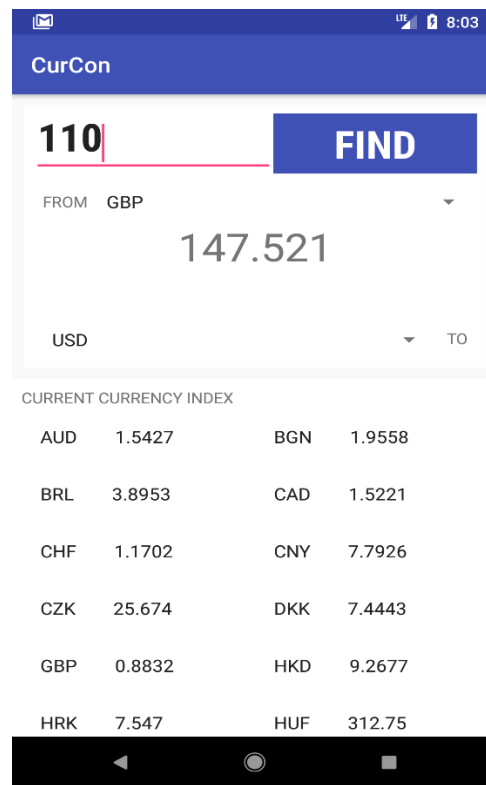 LTE 8:03
CurCon
110 FIND
FROM GBP
147.521
USD TO
CURRENT CURRENCY INDEX
AUD 1.5427 BGN 1.9558
BRL 3.8953 CAD 1.5221
CHF 1.1702 CNY 7.7926
CZK 25.674 DKK 7.4443
GBP 0.8832 HKD 9.2677
HRK 7.547 HUF 312.75